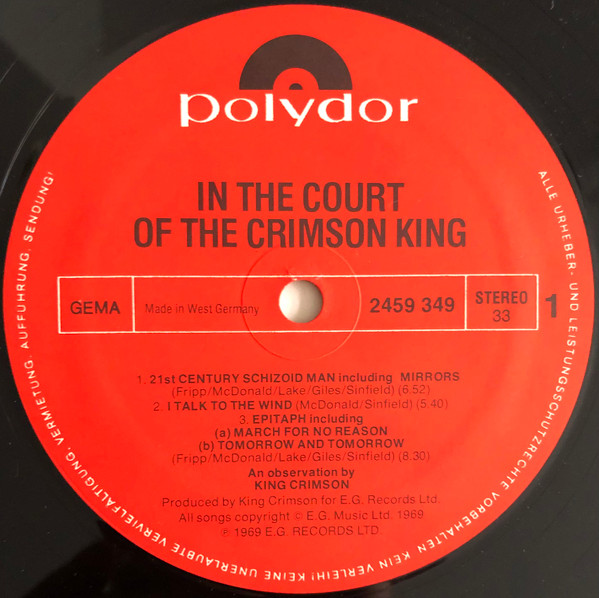 polydor
IN THE COURT
OF THE CRIMSON KING
GEMA
Made in West Germany
2459 349
STEREO
33
1
1. 21st CENTURY SCHIZOID MAN including MIRRORS
(Fripp/McDonald/Lake/Giles/Sinfield) (6.52)
2. I TALK TO THE WIND (McDonald/Sinfield) (5.40)
3. EPITAPH including
(a) MARCH FOR NO REASON
(b) TOMORROW AND TOMORROW
(Fripp/McDonald/Lake/Giles/Sinfield) (8.30)
An observation by
KING CRIMSON
Produced by King Crimson for E.G. Records Ltd.
All songs copyright © E.G. Music Ltd. 1969
℗ 1969 E.G. RECORDS LTD.
ALLE URHEBER- UND LEISTUNGSSCHUTZRECHTE VORBEHALTEN. KEIN VERLEIH! KEINE UNERLAUBTE VERVIELFÄLTIGUNG, VERMIETUNG, AUFFÜHRUNG, SENDUNG!